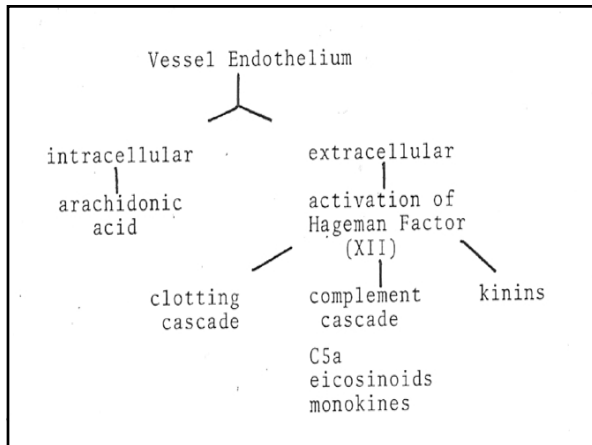 Vessel Endothelium
intracellular
extracellular
arachidonic
acid
activation of
Hageman Factor
(XII)
clotting
cascade
complement
cascade
kinins
C5a
eicosinoids
monokines